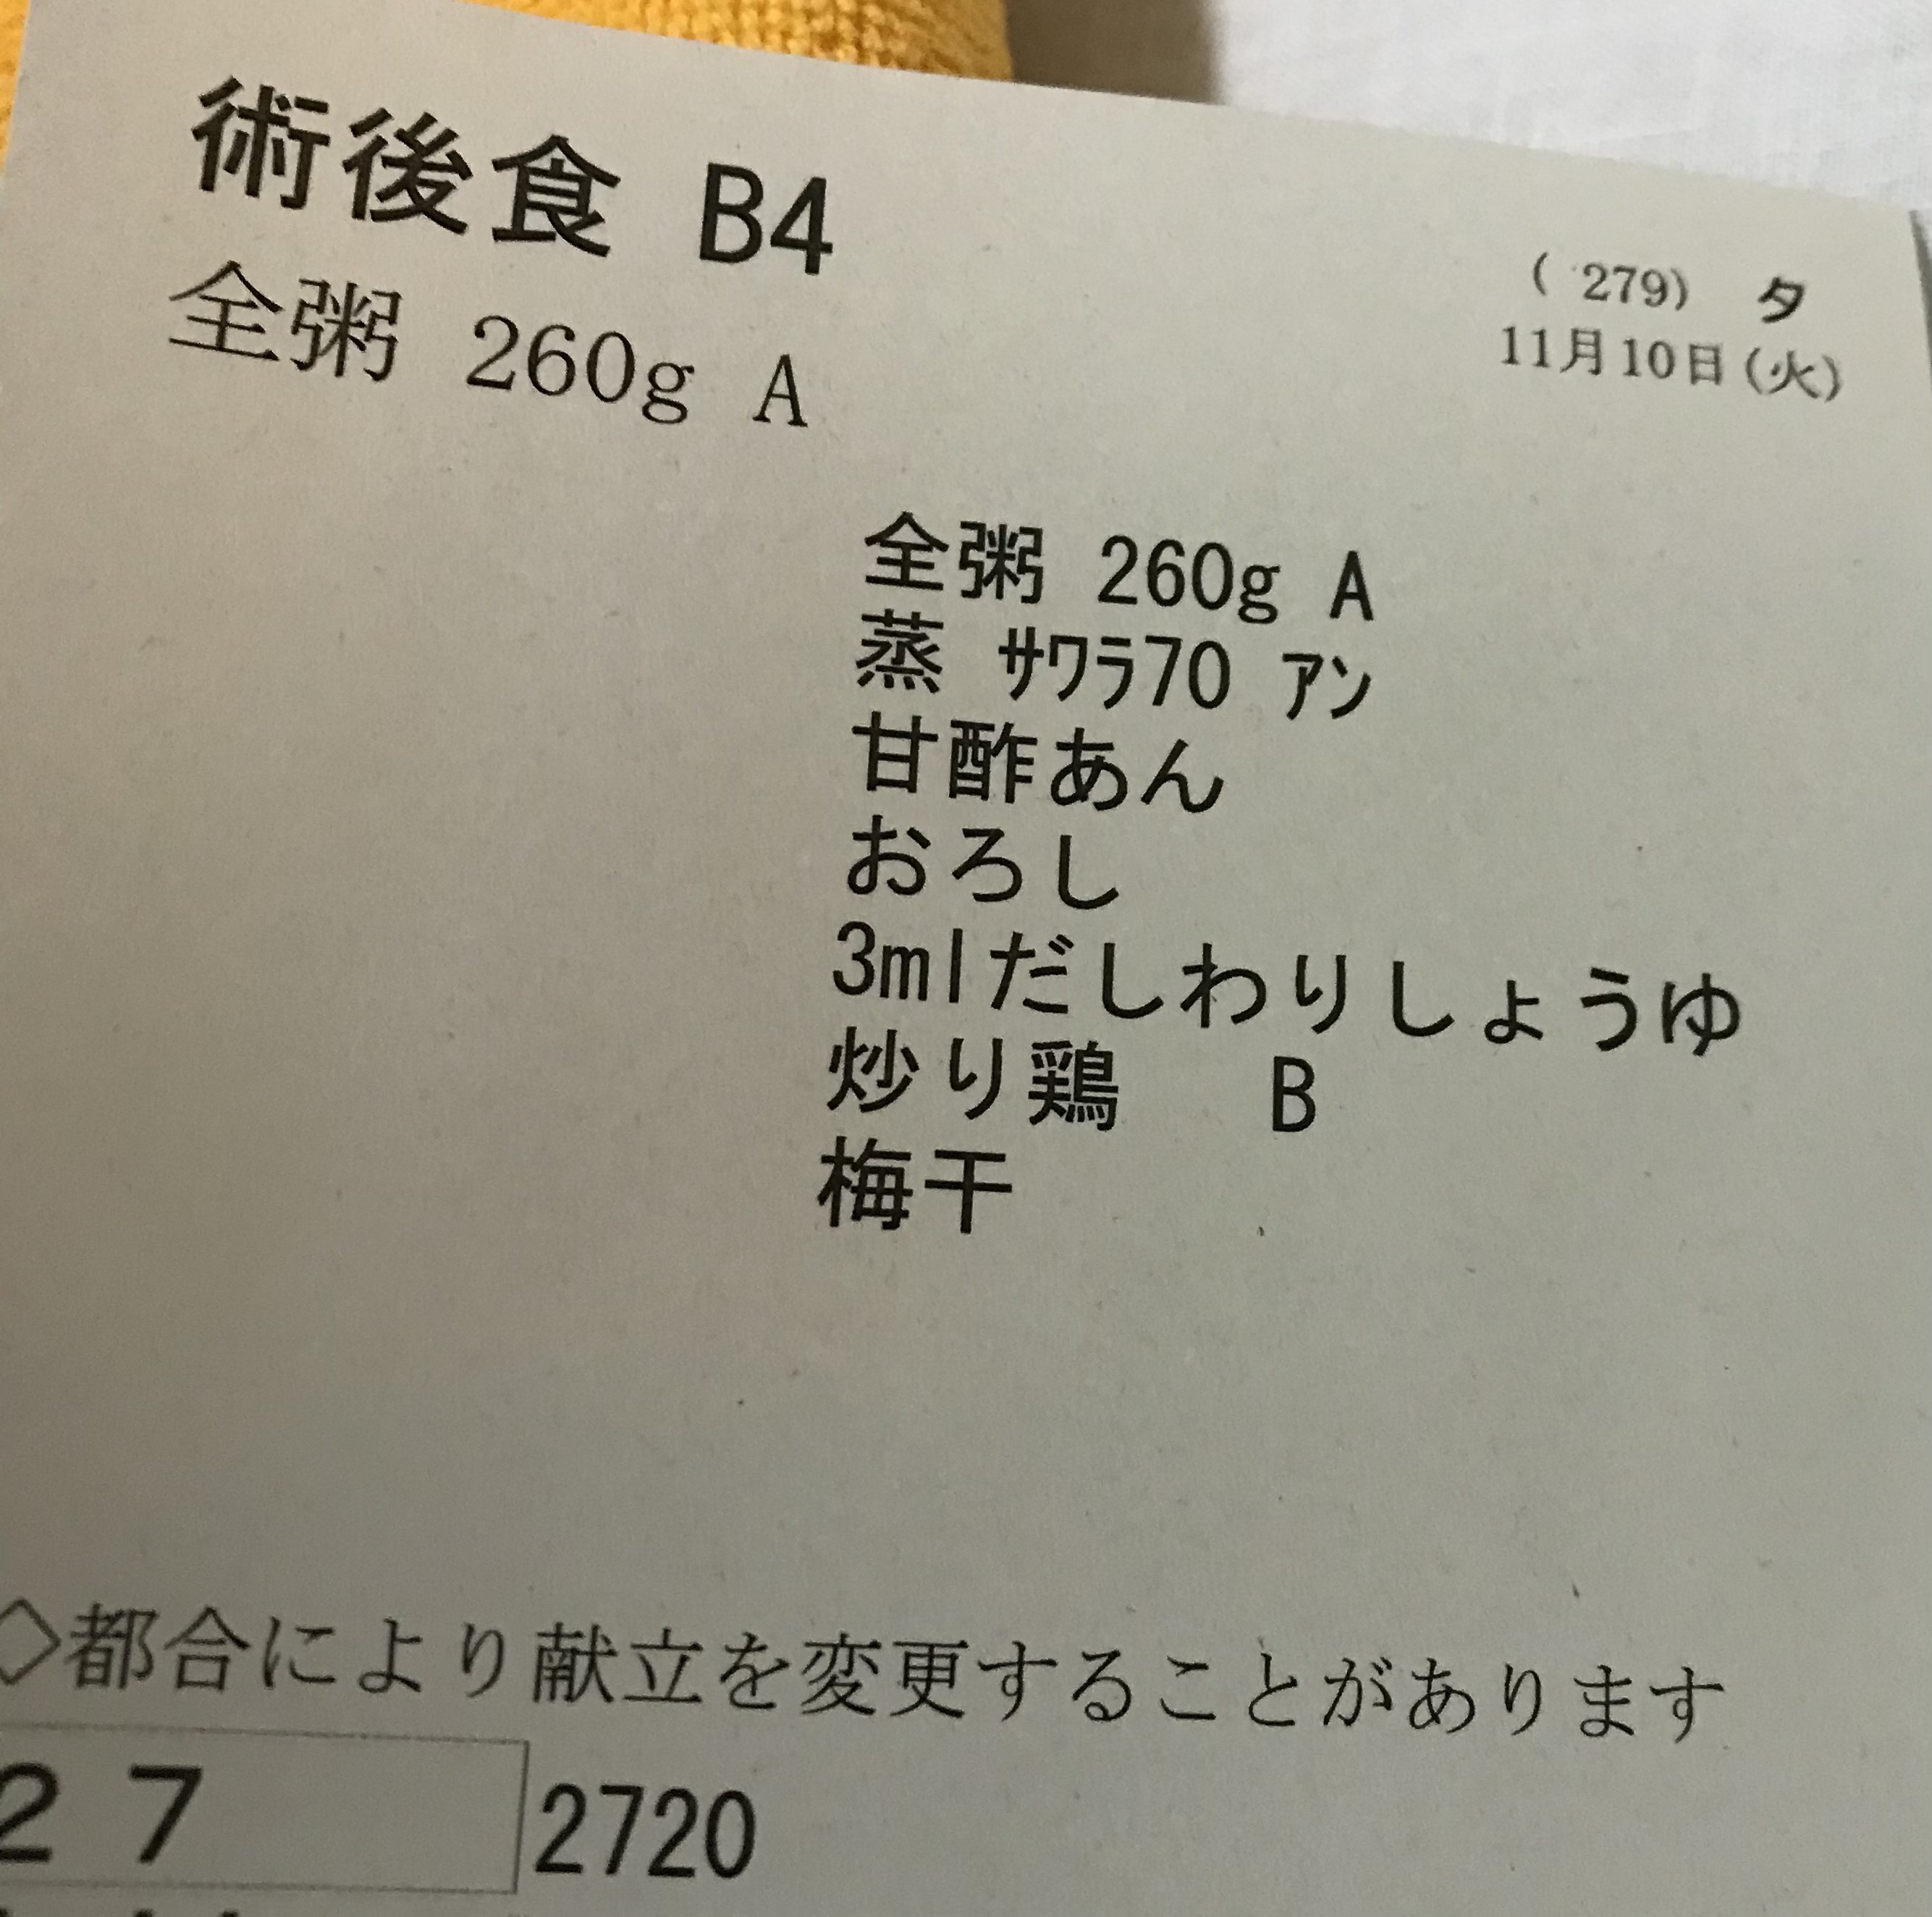 術後食 B4
(279) 夕
全粥 260g A
11月10日(火)
全粥 260g A
蒸 ｻﾜﾗ70 ｱﾝ
甘酢あん
おろし
3mlだしわりしょうゆ
炒り鶏 B
梅干
◇都合により献立を変更することがあります
27 2720